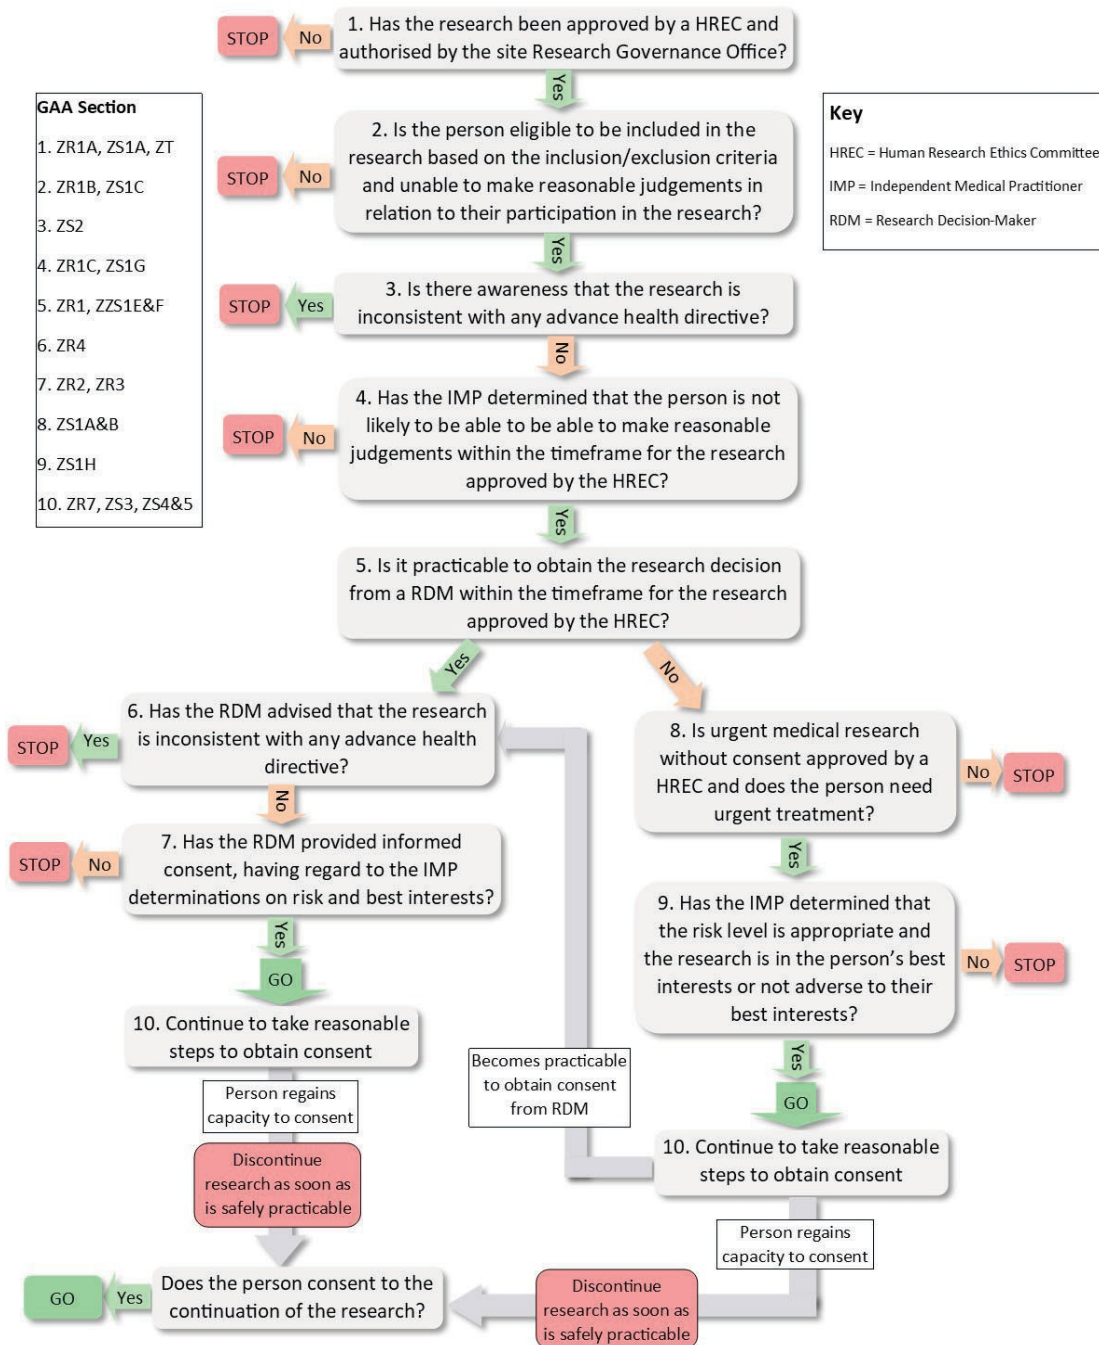 1. Has the research been approved by a HREC and
authorised by the site Research Governance Office?
No
STOP
Yes
GAA Section
1. ZR1A, ZS1A, ZT
2. ZR1B, ZS1C
3. ZS2
4. ZR1C, ZS1G
5. ZR1, ZZS1E&F
6. ZR4
7. ZR2, ZR3
8. ZS1A&B
9. ZS1H
10. ZR7, ZS3, ZS4&5
Key
HREC = Human Research Ethics Committee
IMP = Independent Medical Practitioner
RDM = Research Decision-Maker
2. Is the person eligible to be included in the
research based on the inclusion/exclusion criteria
and unable to make reasonable judgements in
relation to their participation in the research?
No
STOP
Yes
3. Is there awareness that the research is
inconsistent with any advance health directive?
Yes
STOP
No
4. Has the IMP determined that the person is not
likely to be able to be able to make reasonable
judgements within the timeframe for the research
approved by the HREC?
No
STOP
Yes
5. Is it practicable to obtain the research decision
from a RDM within the timeframe for the research
approved by the HREC?
Yes
No
6. Has the RDM advised that the research
is inconsistent with any advance health
directive?
Yes
STOP
No
7. Has the RDM provided informed
consent, having regard to the IMP
determinations on risk and best interests?
No
STOP
Yes
GO
10. Continue to take reasonable
steps to obtain consent
Person regains
capacity to consent
Discontinue
research as soon as
is safely practicable
8. Is urgent medical research
without consent approved by a
HREC and does the person need
urgent treatment?
No
STOP
Yes
9. Has the IMP determined that
the risk level is appropriate and
the research is in the person's best
interests or not adverse to their
best interests?
No
STOP
Yes
GO
10. Continue to take reasonable
steps to obtain consent
Becomes practicable
to obtain consent
from RDM
Person regains
capacity to consent
Discontinue
research as soon as
is safely practicable
Does the person consent to the
continuation of the research?
Yes
GO